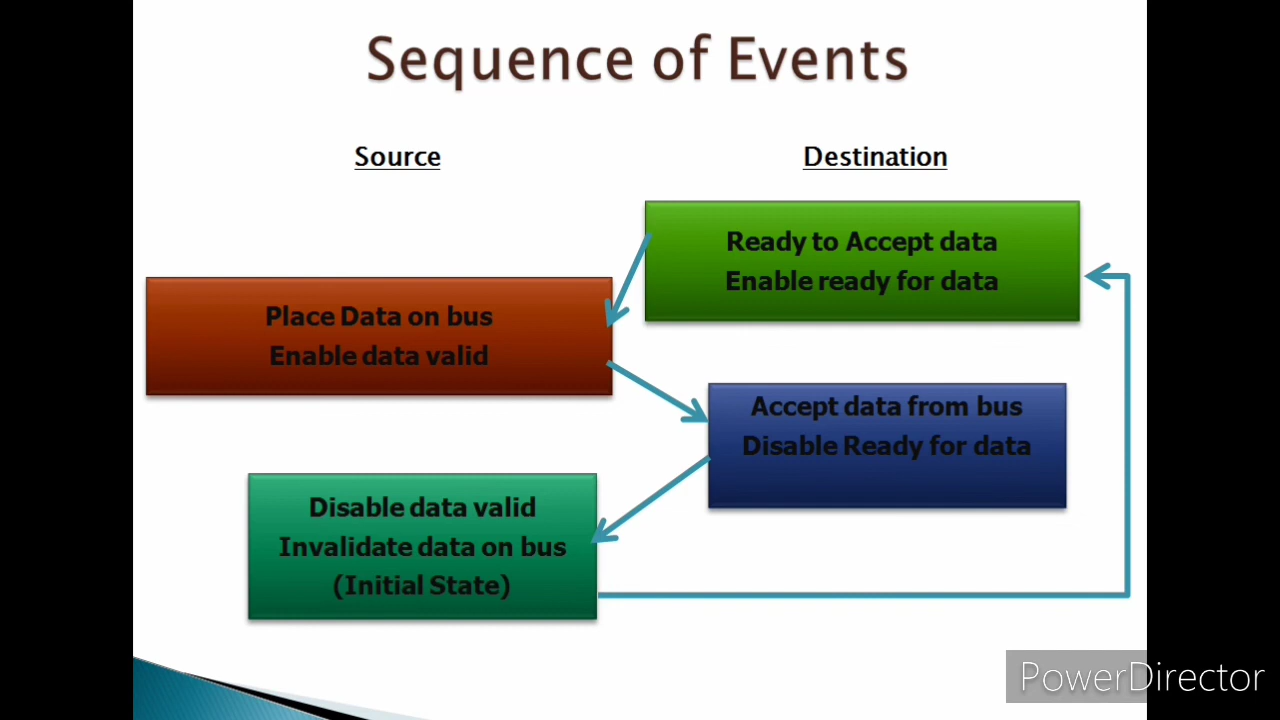 Sequence of Events
Source
Destination
Ready to Accept data
Enable ready for data
Place Data on bus
Enable data valid
Accept data from bus
Disable Ready for data
Disable data valid
Invalidate data on bus
(Initial State)
PowerDirector